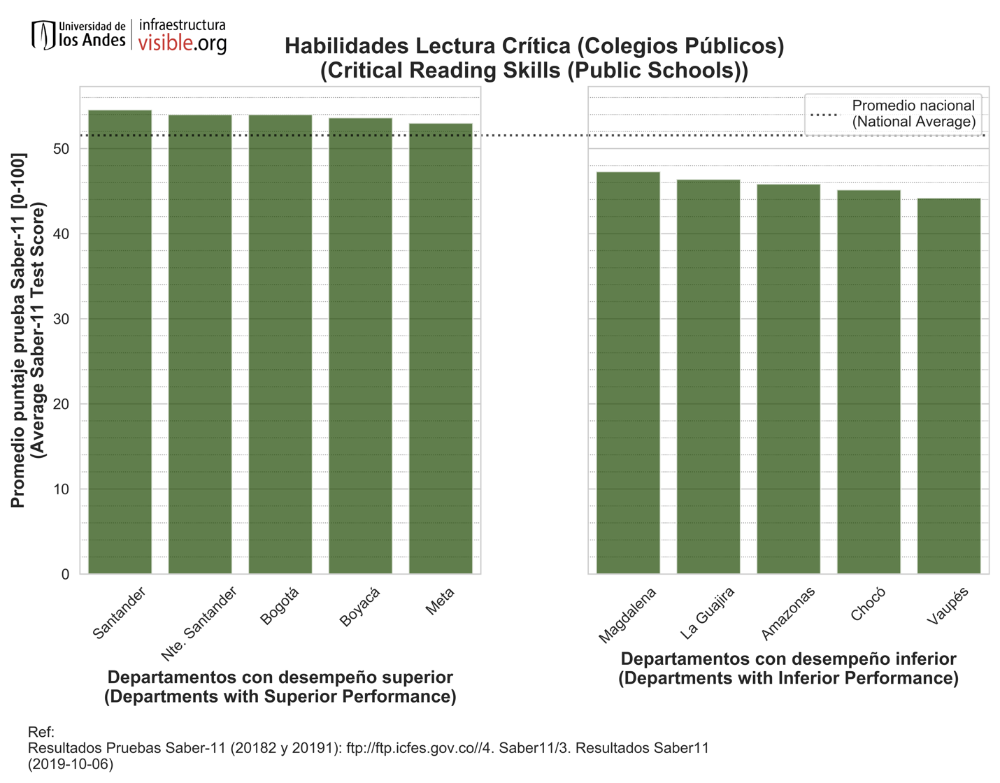 Universidad de
los Andes
infraestructura
visible.org
Habilidades Lectura Crítica (Colegios Públicos)
(Critical Reading Skills (Public Schools))
Promedio puntaje prueba Saber-11 [0-100]
(Average Saber-11 Test Score)
50
40
30
20
10
0
Promedio nacional
(National Average)
Santander
Nte. Santander
Bogotá
Boyacá
Meta
Magdalena
La Guajira
Amazonas
Chocó
Vaupés
Departamentos con desempeño superior
(Departments with Superior Performance)
Departamentos con desempeño inferior
(Departments with Inferior Performance)
Ref:
Resultados Pruebas Saber-11 (20182 y 20191): ftp://ftp.icfes.gov.co//4. Saber11/3. Resultados Saber11
(2019-10-06)